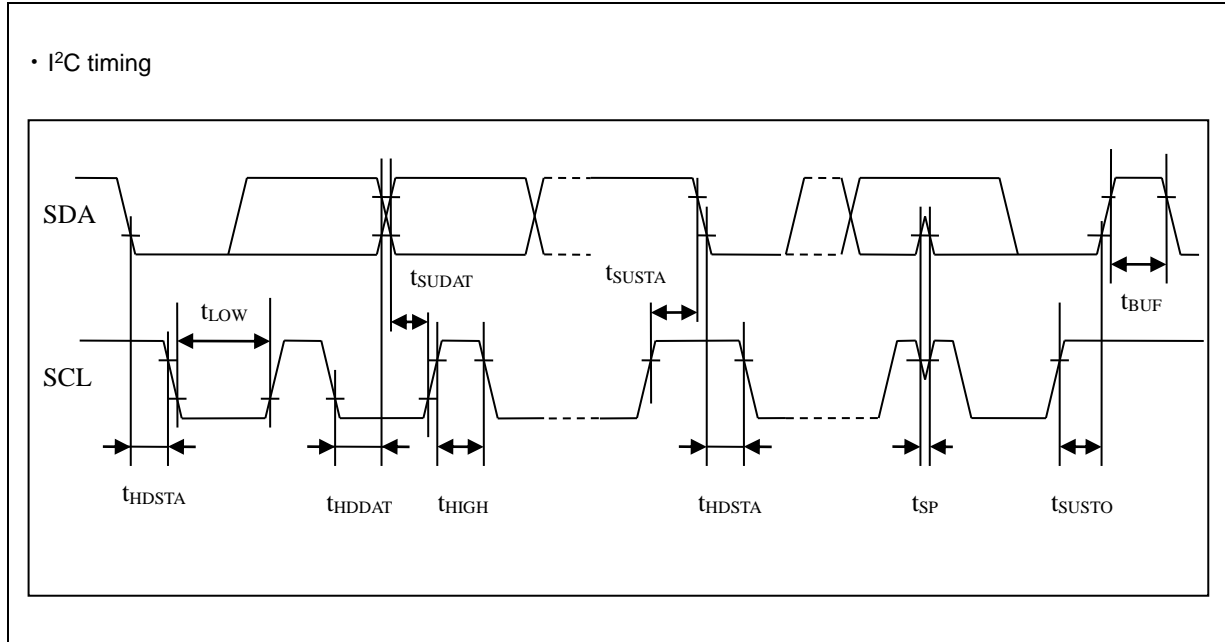 ・I²C timing
SDA
tSUDAT
tSUSTA
tBUF
tLOW
SCL
tHDSTA
tHDDAT
tHIGH
tHDSTA
tSP
tSUSTO